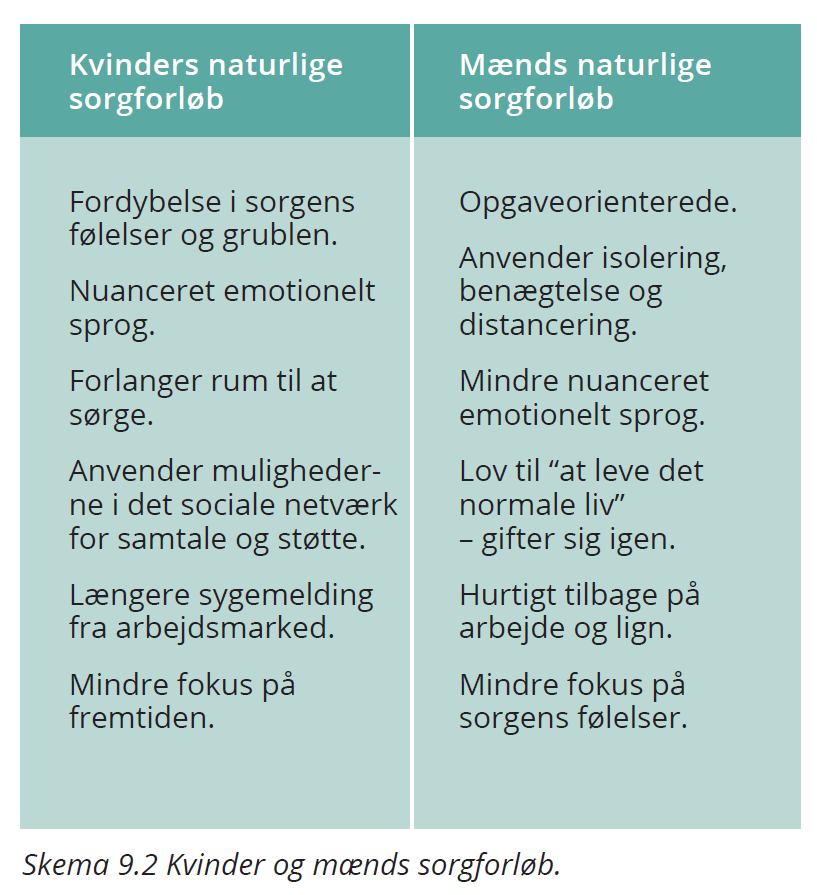 Kvinders naturlige
sorgforløb
Mænds naturlige
sorgforløb
Fordybelse i sorgens
følelser og grublen.
Nuanceret emotionelt
sprog.
Forlanger rum til at
sørge.
Anvender muligheder-
ne i det sociale netværk
for samtale og støtte.
Længere sygemelding
fra arbejdsmarked.
Mindre fokus på
fremtiden.
Opgaveorienterede.
Anvender isolering,
benægtelse og
distancering.
Mindre nuanceret
emotionelt sprog.
Lov til “at leve det
normale liv”
– gifter sig igen.
Hurtigt tilbage på
arbejde og lign.
Mindre fokus på
sorgens følelser.
Skema 9.2 Kvinder og mænds sorgforløb.